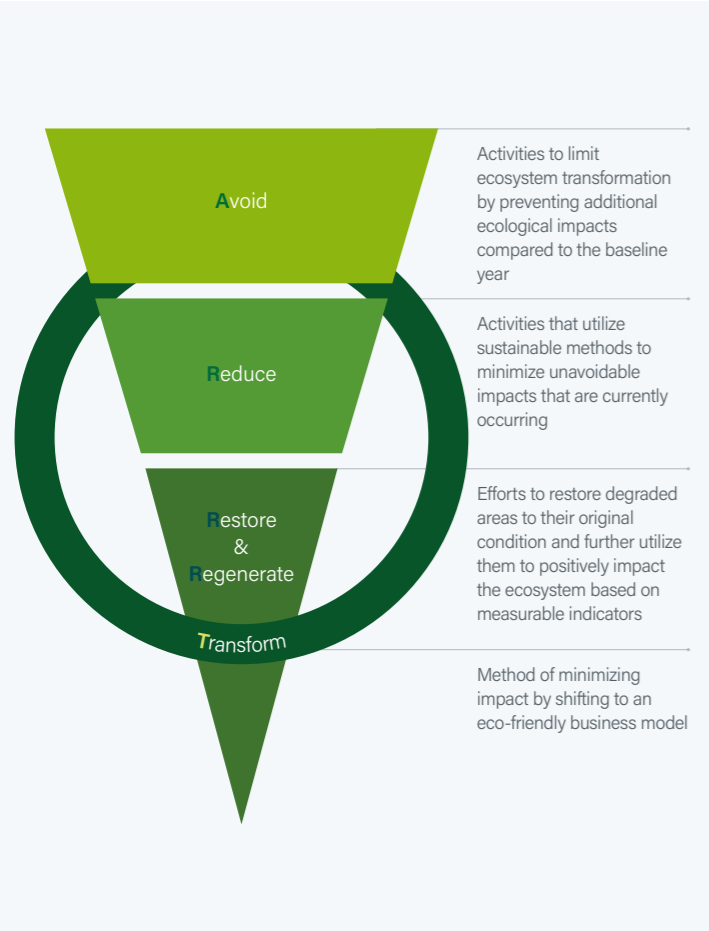 Avoid
Activities to limit
ecosystem transformation
by preventing additional
ecological impacts
compared to the baseline
year
Reduce
Activities that utilize
sustainable methods to
minimize unavoidable
impacts that are currently
occurring
Restore
&
Regenerate
Efforts to restore degraded
areas to their original
condition and further utilize
them to positively impact
the ecosystem based on
measurable indicators
Transform
Method of minimizing
impact by shifting to an
eco-friendly business model